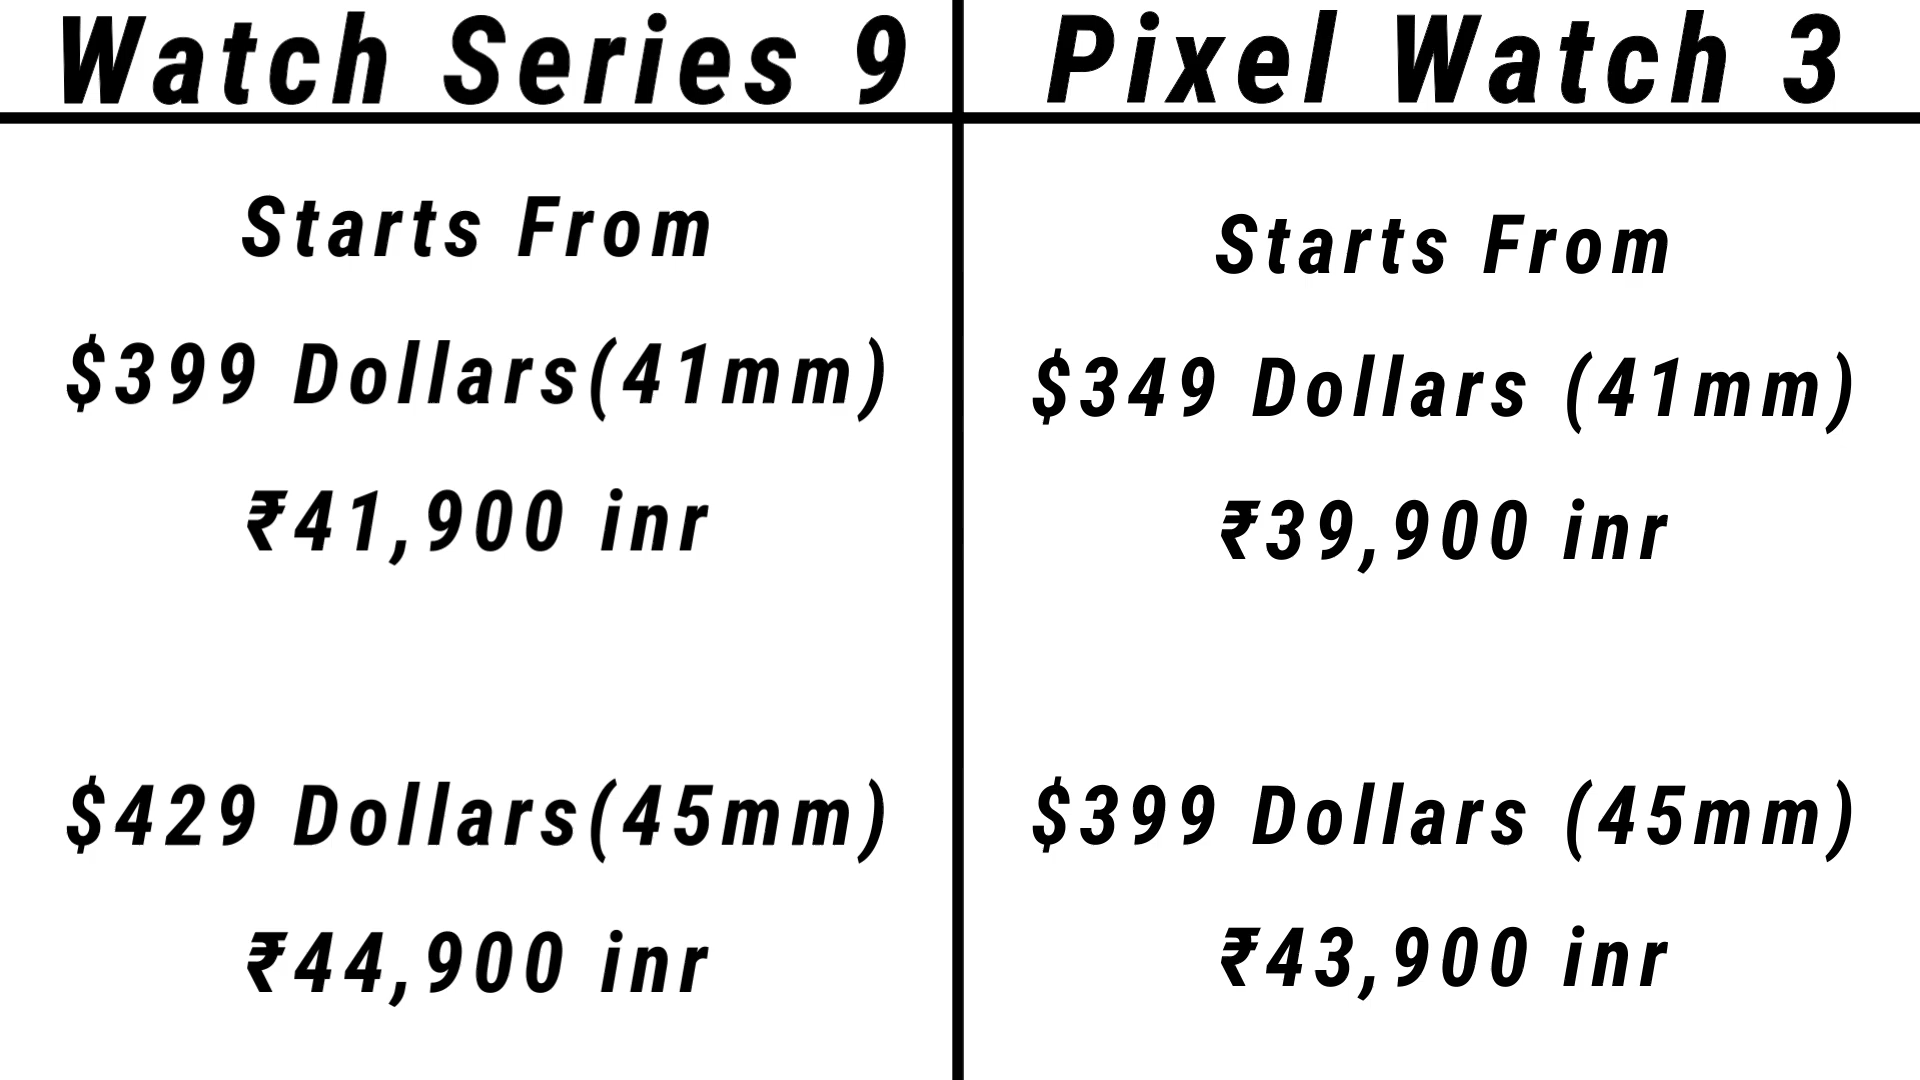 Watch Series 9
Starts From
$399 Dollars(41mm)
₹41,900 inr
$429 Dollars(45mm)
₹44,900 inr
Pixel Watch 3
Starts From
$349 Dollars (41mm)
₹39,900 inr
$399 Dollars (45mm)
₹43,900 inr